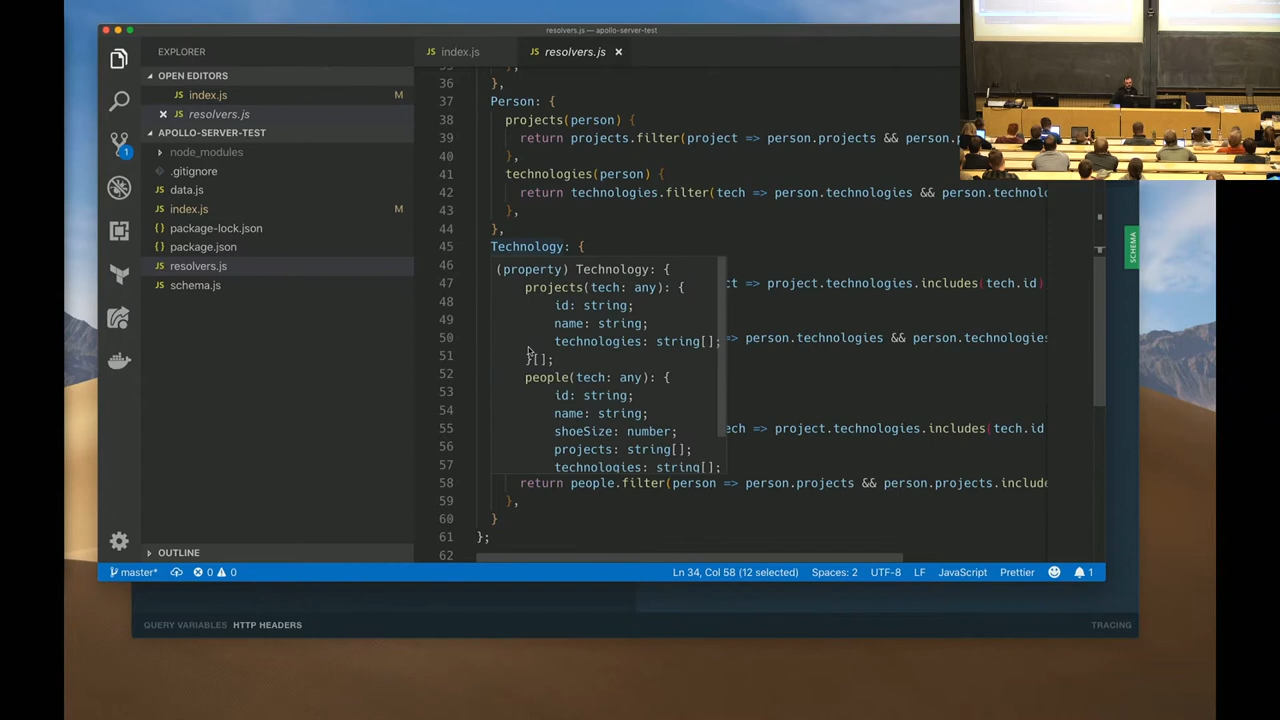 resolvers.js — apollo-server-test
EXPLORER
OPEN EDITORS
index.js M
resolvers.js
APOLLO-SERVER-TEST
node_modules
.gitignore
data.js
index.js M
package-lock.json
package.json
resolvers.js
schema.js
OUTLINE
JS index.js
JS resolvers.js
36 },
37 Person: {
38 projects(person) {
39 return projects.filter(project => person.projects && person.
40 },
41 technologies(person) {
42 return technologies.filter(tech => person.technologies && person.technolo
43 },
44 },
45 Technology: {
46
47 => project.technologies.includes(tech.id)
48
49
50 => person.technologies && person.technologies
51
52
53
54
55 => project.technologies.includes(tech.id
56
57
58 return people.filter(person => person.projects && person.projects.include
59 },
60 }
61 };
62
(property) Technology: {
projects(tech: any): {
id: string;
name: string;
technologies: string[];
}[];
people(tech: any): {
id: string;
name: string;
shoeSize: number;
projects: string[];
technologies: string[];
SCHEMA
1
master* 0 0 Ln 34, Col 58 (12 selected) Spaces: 2 UTF-8 LF JavaScript Prettier 1
QUERY VARIABLES HTTP HEADERS TRACING